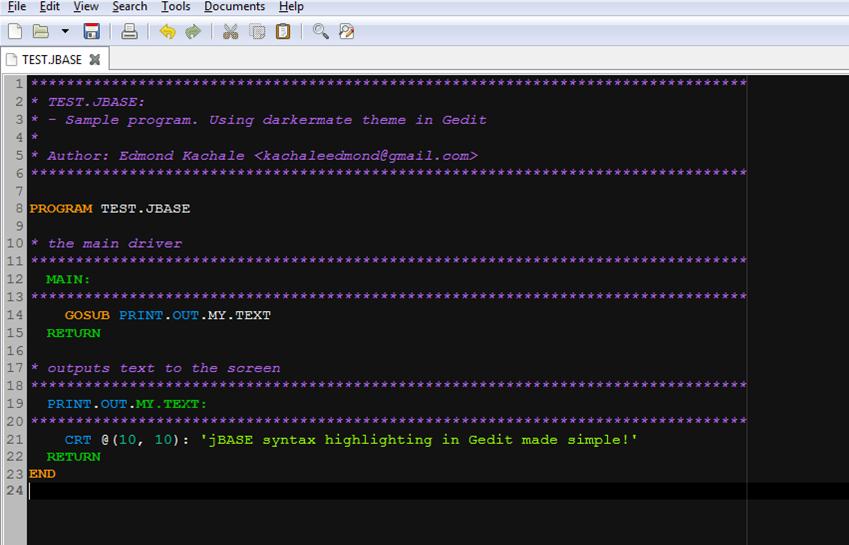 File Edit View Search Tools Documents Help
TEST.JBASE
1 ********************************************************************************
2 * TEST.JBASE:
3 * - Sample program. Using darkermate theme in Gedit
4 *
5 * Author: Edmond Kachale <kachaleedmond@gmail.com>
6 ********************************************************************************
7
8 PROGRAM TEST.JBASE
9
10 * the main driver
11 ********************************************************************************
12   MAIN:
13 ********************************************************************************
14     GOSUB PRINT.OUT.MY.TEXT
15   RETURN
16
17 * outputs text to the screen
18 ********************************************************************************
19   PRINT.OUT.MY.TEXT:
20 ********************************************************************************
21     CRT @(10, 10): 'jBASE syntax highlighting in Gedit made simple!'
22   RETURN
23 END
24